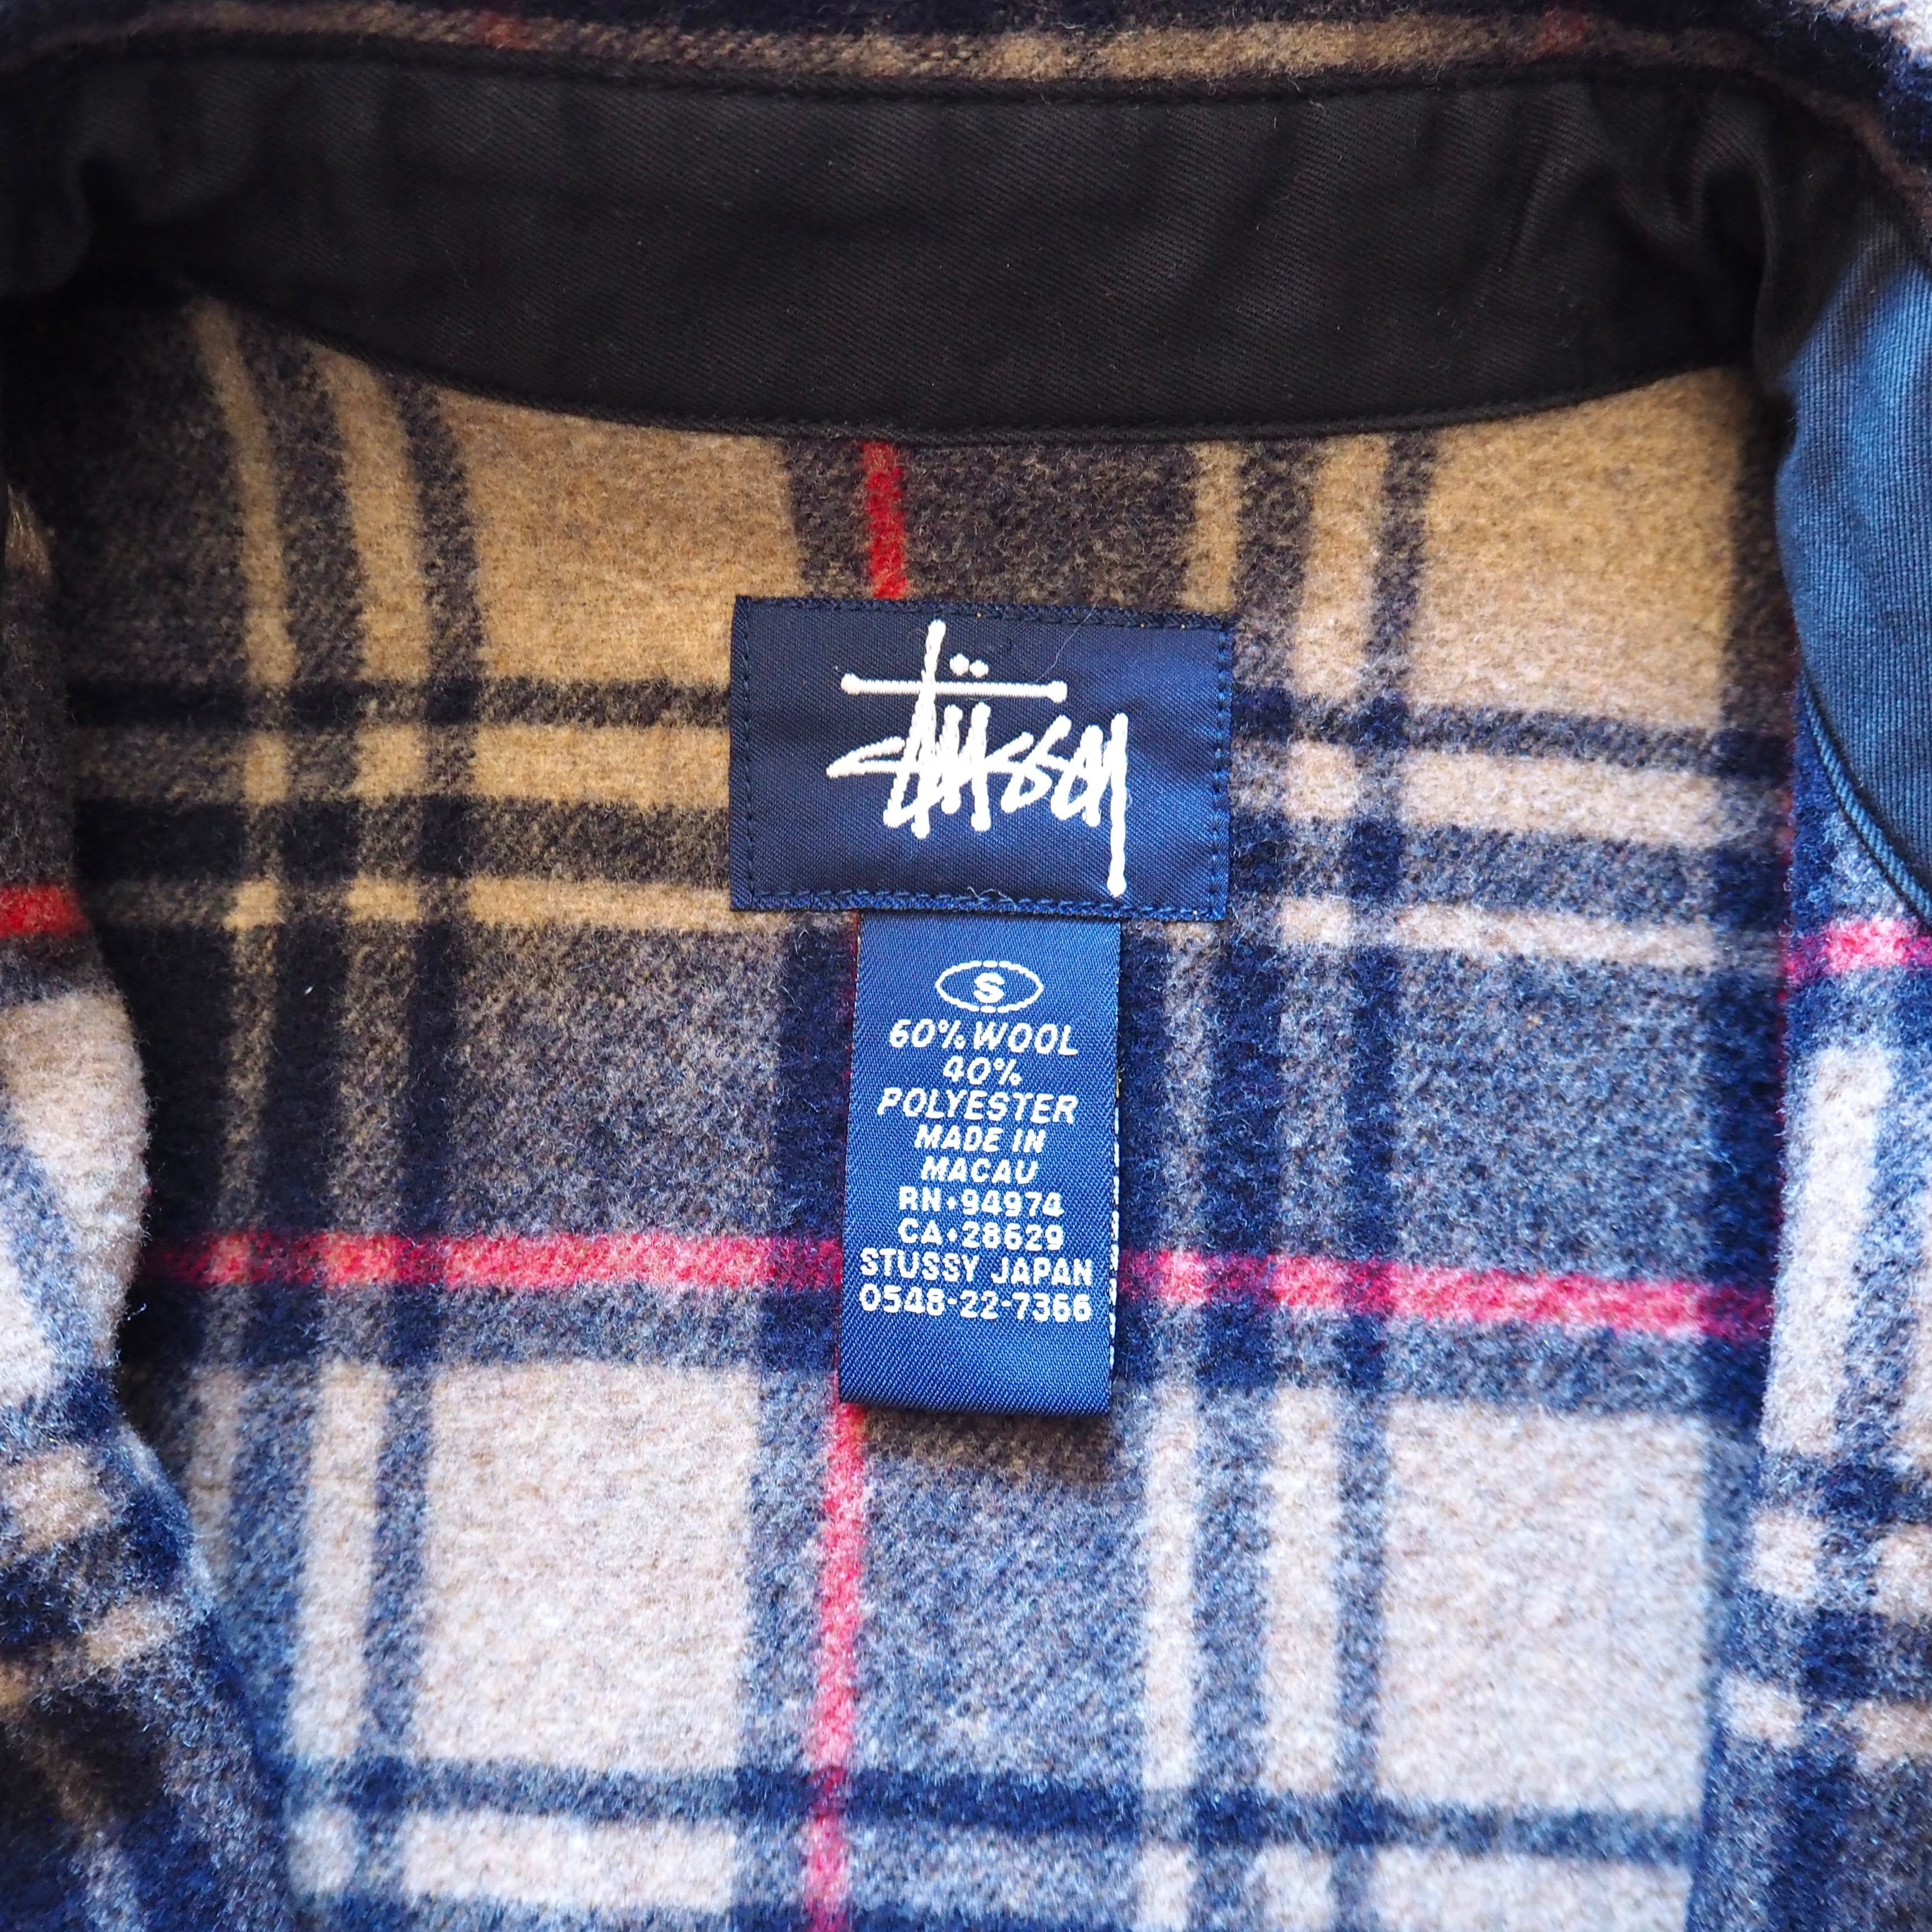 Stüssy
S
60% WOOL
40%
POLYESTER
MADE IN
MACAU
RN•94974
CA•28629
STUSSY JAPAN
0548-22-7366